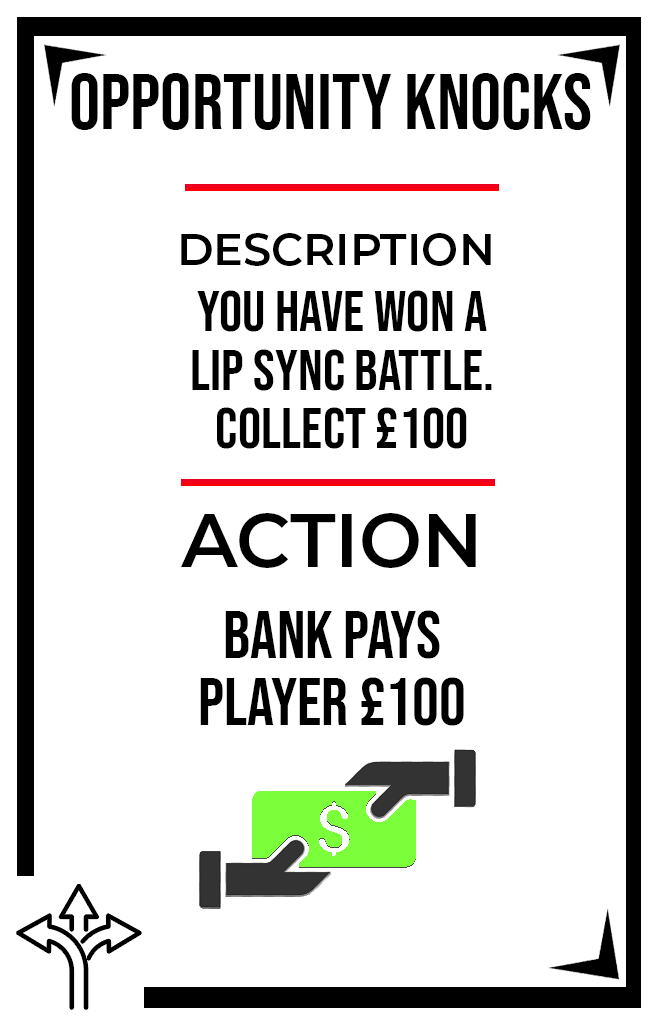 OPPORTUNITY KNOCKS
DESCRIPTION
YOU HAVE WON A
LIP SYNC BATTLE.
COLLECT £100
ACTION
BANK PAYS
PLAYER £100
$